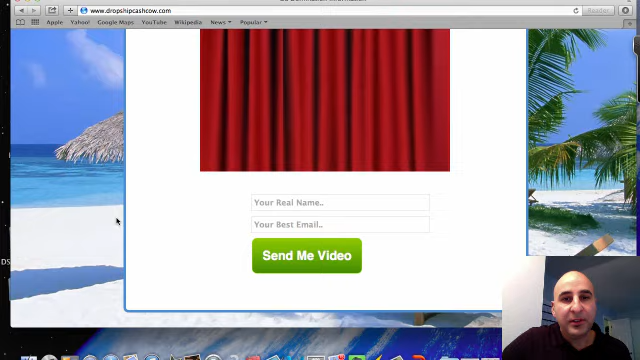 www.dropshipcashcow.com
Reader
Apple Yahoo! Google Maps YouTube Wikipedia News Popular
Your Real Name..
Your Best Email..
Send Me Video
DS